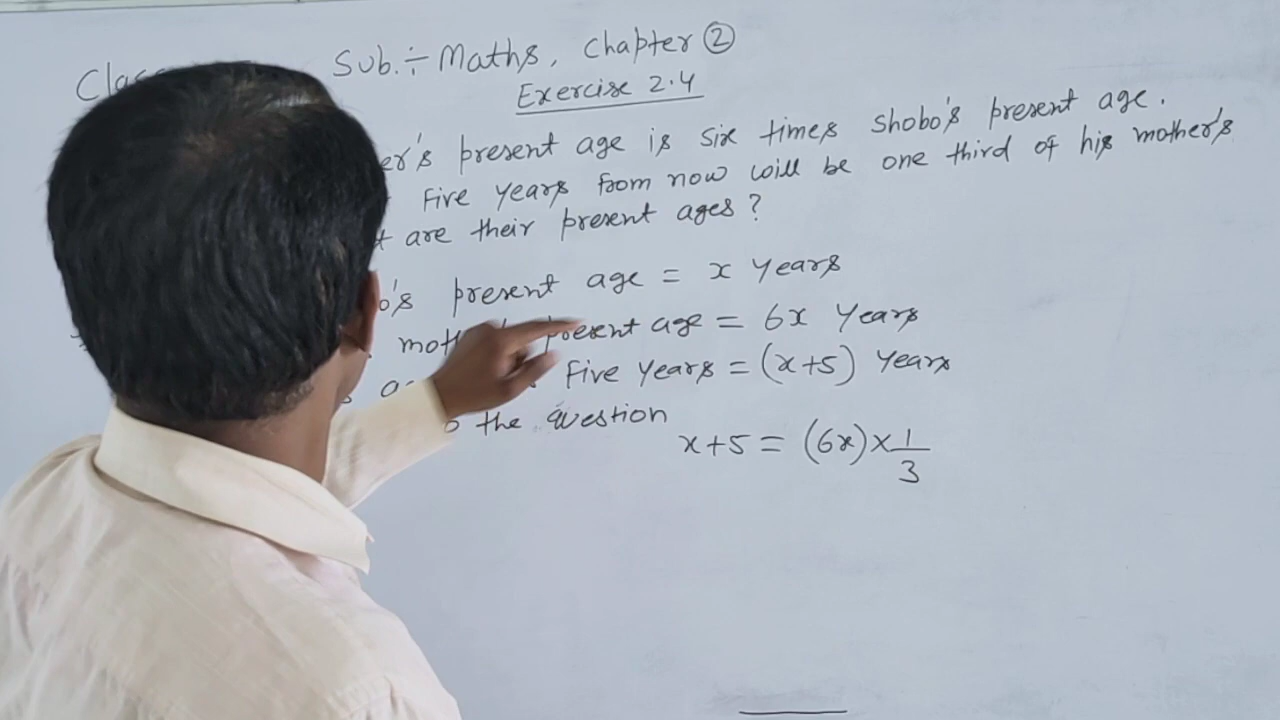 Sub.÷Maths, Chapter ②
Exercise 2.4
er's present age is six times shobo's present age.
Five years from now will be one third of his mother's
are their present ages?
o's present age = x years
present age = 6x years
Five years = (x+5) years
the question
x+5 = (6x)×1/3